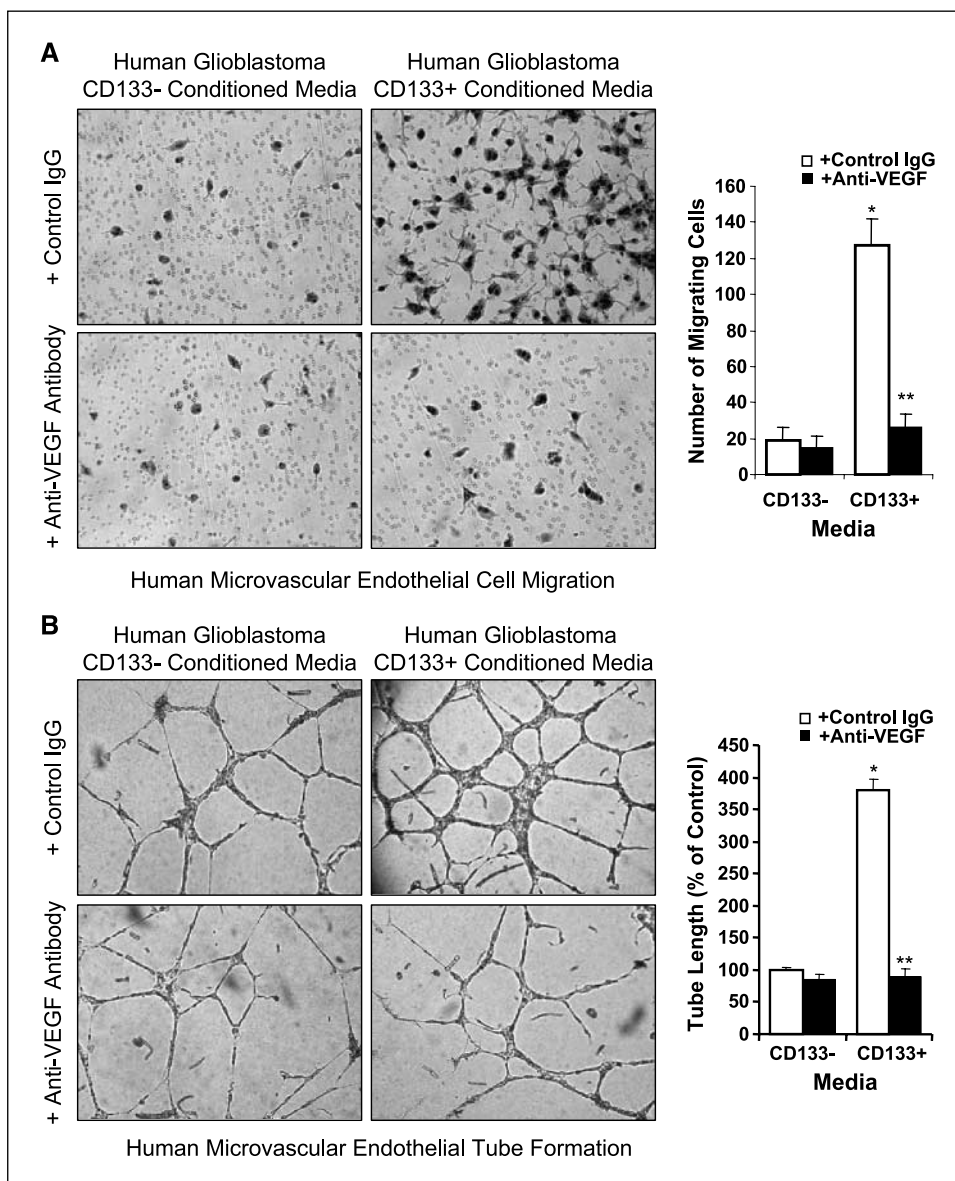 A
Human Glioblastoma
CD133- Conditioned Media
Human Glioblastoma
CD133+ Conditioned Media
+ Control IgG
+ Anti-VEGF Antibody
Human Microvascular Endothelial Cell Migration
+Control IgG
+Anti-VEGF
Number of Migrating Cells
160
140
120
100
80
60
40
20
0
*
**
CD133-
CD133+
Media
B
Human Glioblastoma
CD133- Conditioned Media
Human Glioblastoma
CD133+ Conditioned Media
+ Control IgG
+ Anti-VEGF Antibody
Human Microvascular Endothelial Tube Formation
+Control IgG
+Anti-VEGF
Tube Length (% of Control)
450
400
350
300
250
200
150
100
50
0
*
**
CD133-
CD133+
Media